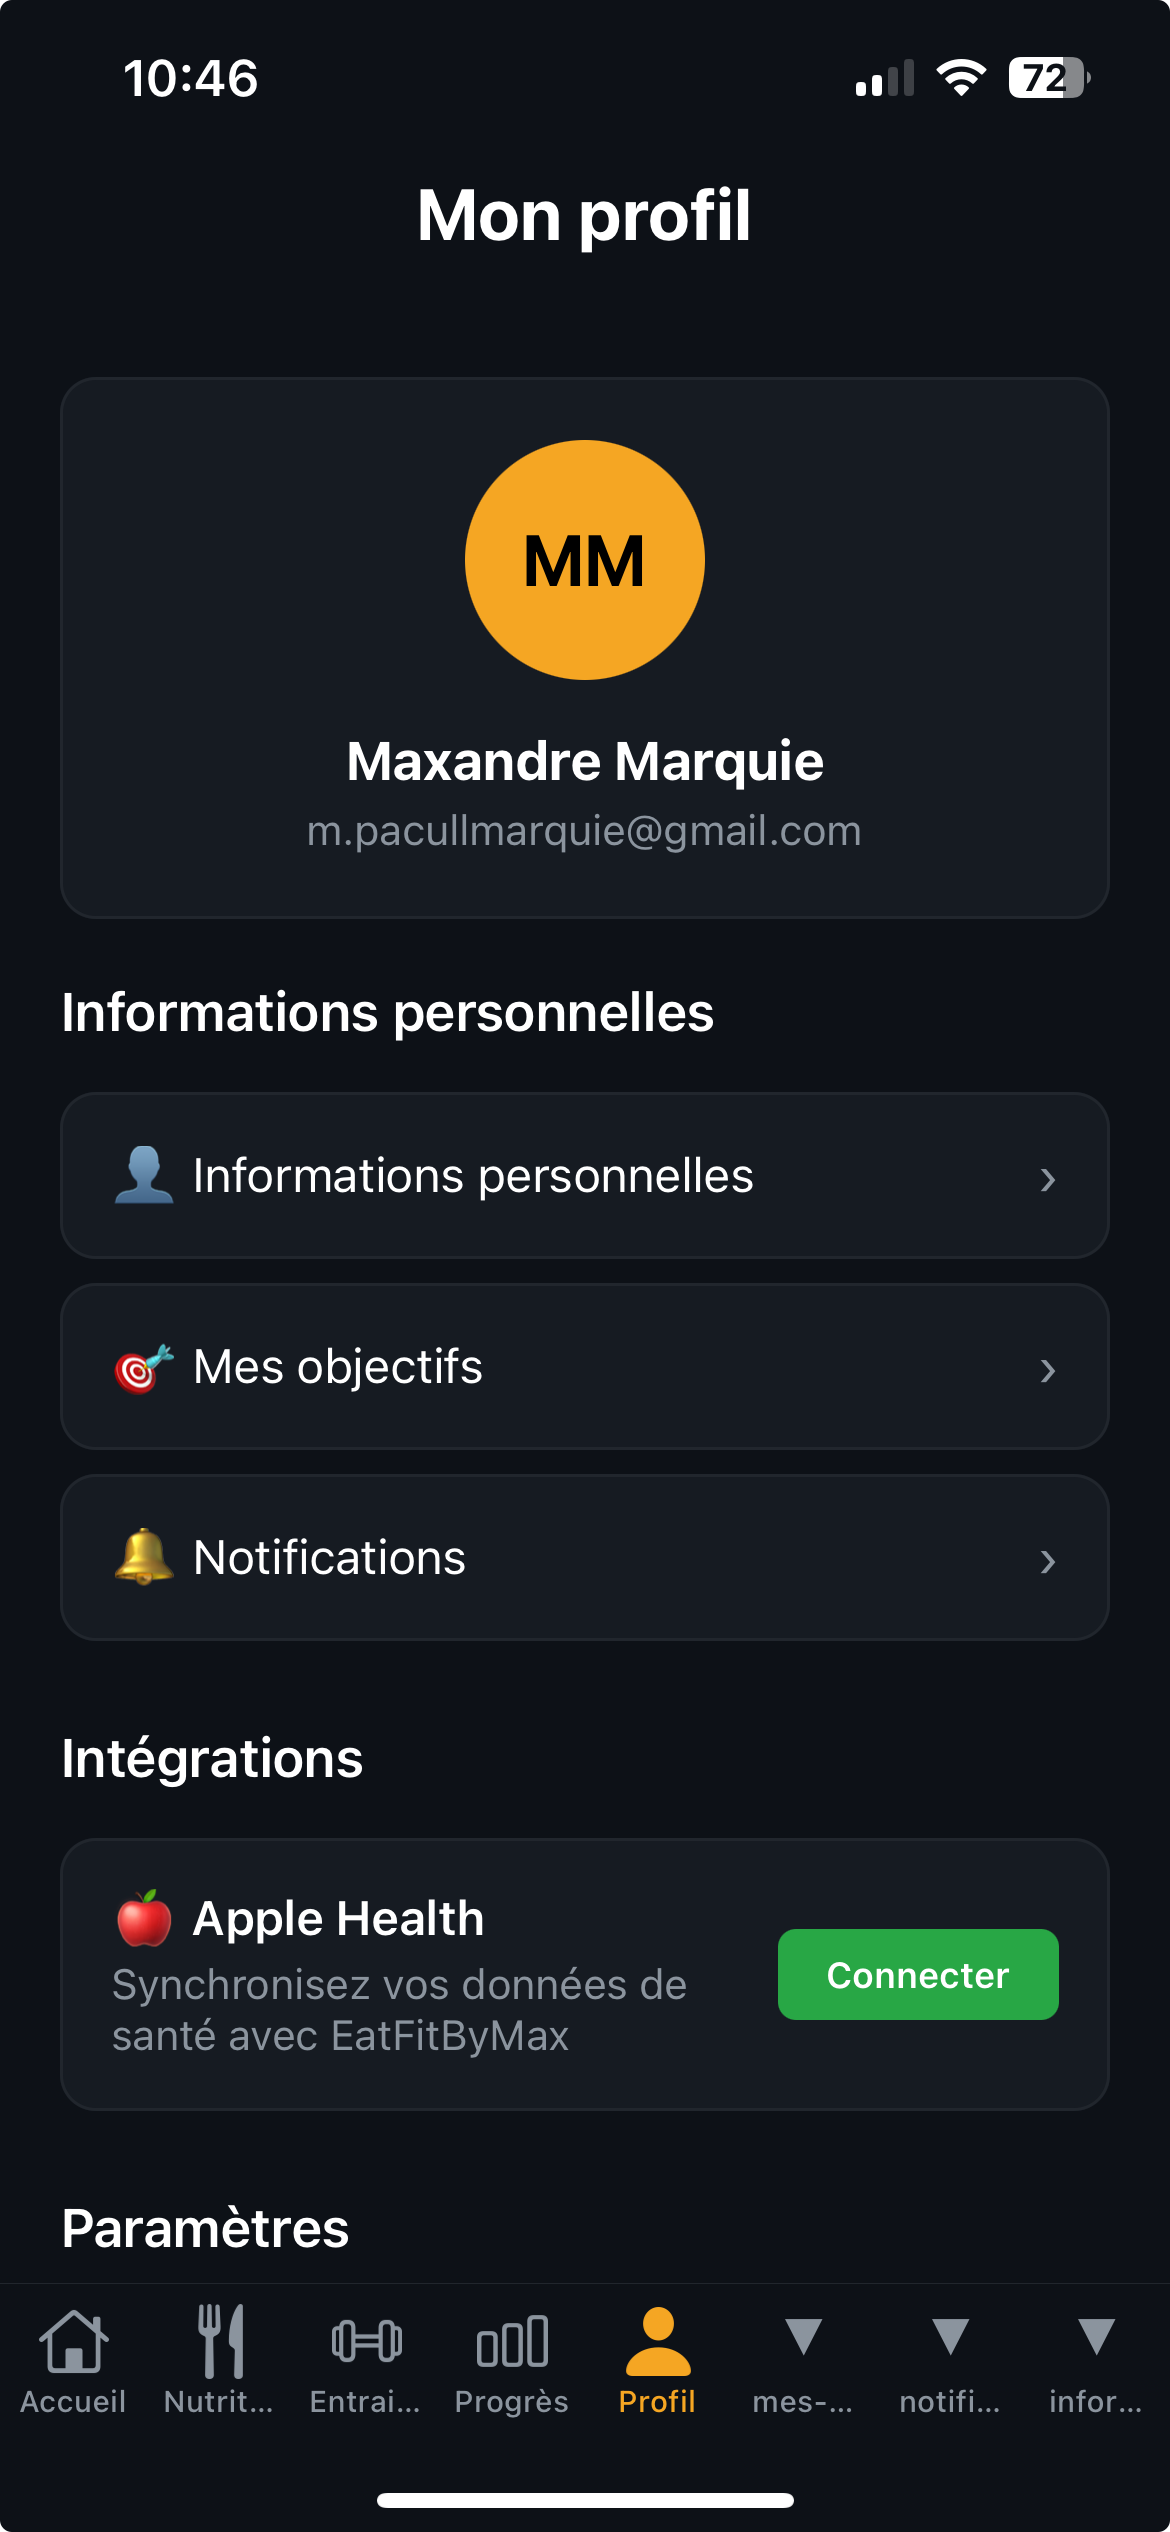 10:46
72
Mon profil
MM
Maxandre Marquie
m.pacullmarquie@gmail.com
Informations personnelles
Informations personnelles
Mes objectifs
Notifications
Intégrations
Apple Health
Synchronisez vos données de
santé avec EatFitByMax
Connecter
Paramètres
Accueil
Nutrit...
Entrai...
Progrès
Profil
mes-...
notifi...
infor...